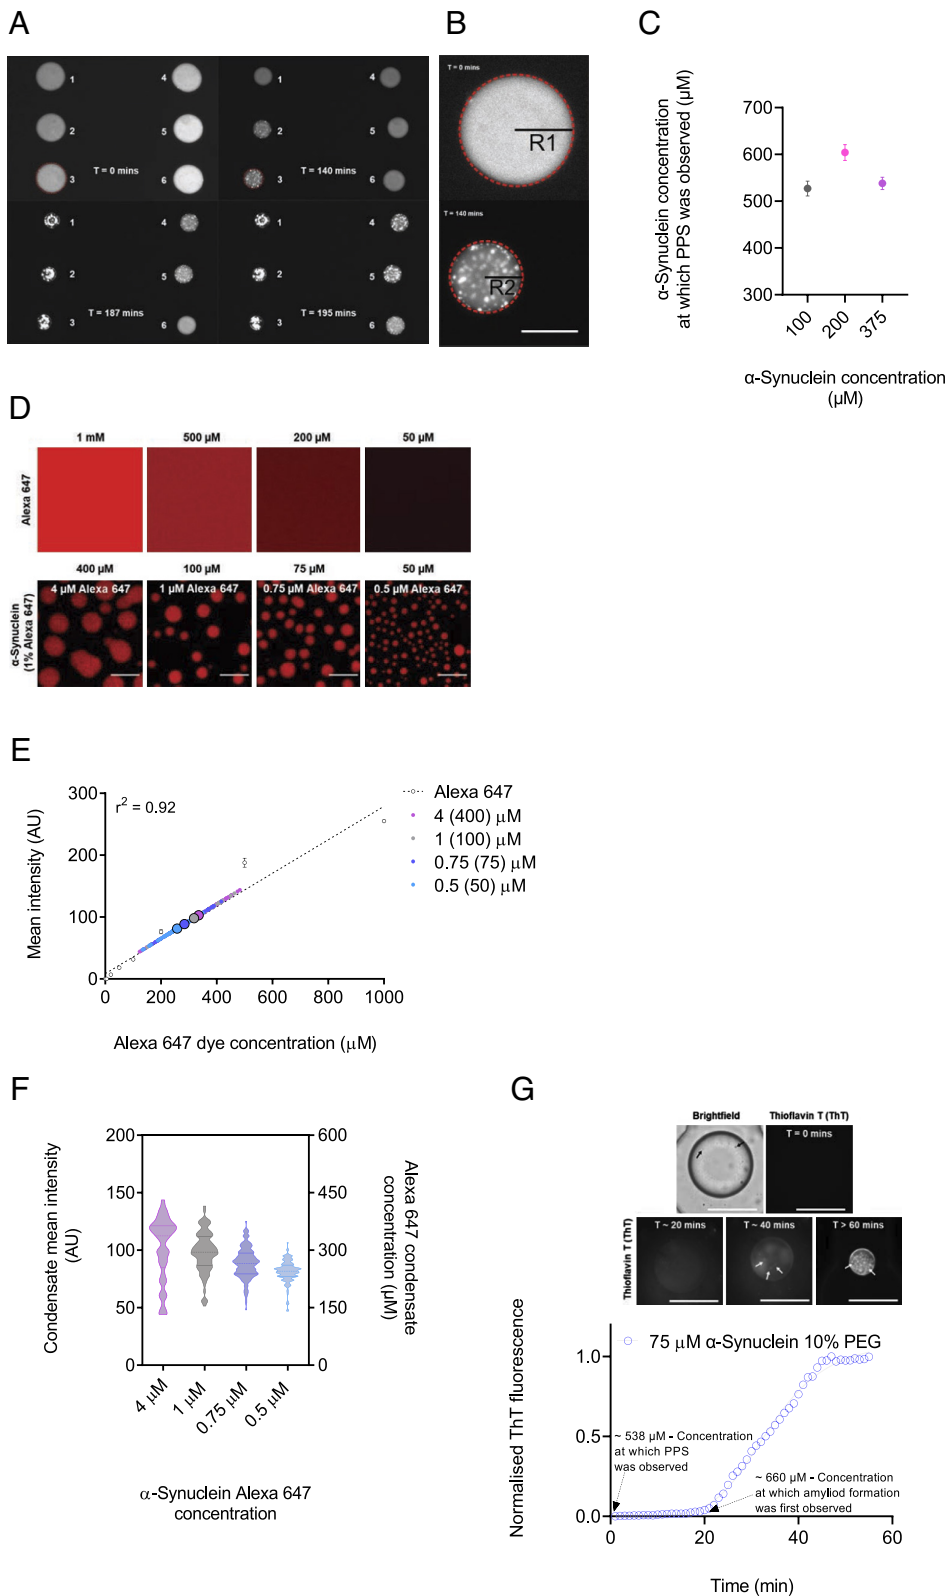 A
1
4
2
5
3
T = 0 mins
6
1
4
2
5
3
T = 140 mins
6
1
4
2
5
3
T = 187 mins
6
1
4
2
5
3
T = 195 mins
6
B
T = 0 mins
R1
T = 140 mins
R2
C
α-Synuclein concentration
at which PPS was observed (µM)
700
600
500
400
300
100
200
375
α-Synuclein concentration
(µM)
D
1 mM
500 µM
200 µM
50 µM
Alexa 647
400 µM
100 µM
75 µM
50 µM
4 µM Alexa 647
1 µM Alexa 647
0.75 µM Alexa 647
0.5 µM Alexa 647
α-Synuclein
(1% Alexa 647)
E
Mean intensity (AU)
300
200
100
0
r² = 0.92
0
200
400
600
800
1000
Alexa 647 dye concentration (µM)
Alexa 647
4 (400) µM
1 (100) µM
0.75 (75) µM
0.5 (50) µM
F
Condensate mean intensity
(AU)
200
150
100
50
0
600
450
300
150
0
Alexa 647 condensate
concentration (µM)
4 µM
1 µM
0.75 µM
0.5 µM
α-Synuclein Alexa 647
concentration
G
Brightfield
Thioflavin T (ThT)
T = 0 mins
Thioflavin T (ThT)
T ~ 20 mins
T ~ 40 mins
T > 60 mins
Normalised ThT fluorescence
75 µM α-Synuclein 10% PEG
1.0
0.5
0.0
~ 538 µM - Concentration
at which PPS
was observed
~ 660 µM - Concentration
at which amyliod formation
was first observed
0
20
40
60
Time (min)